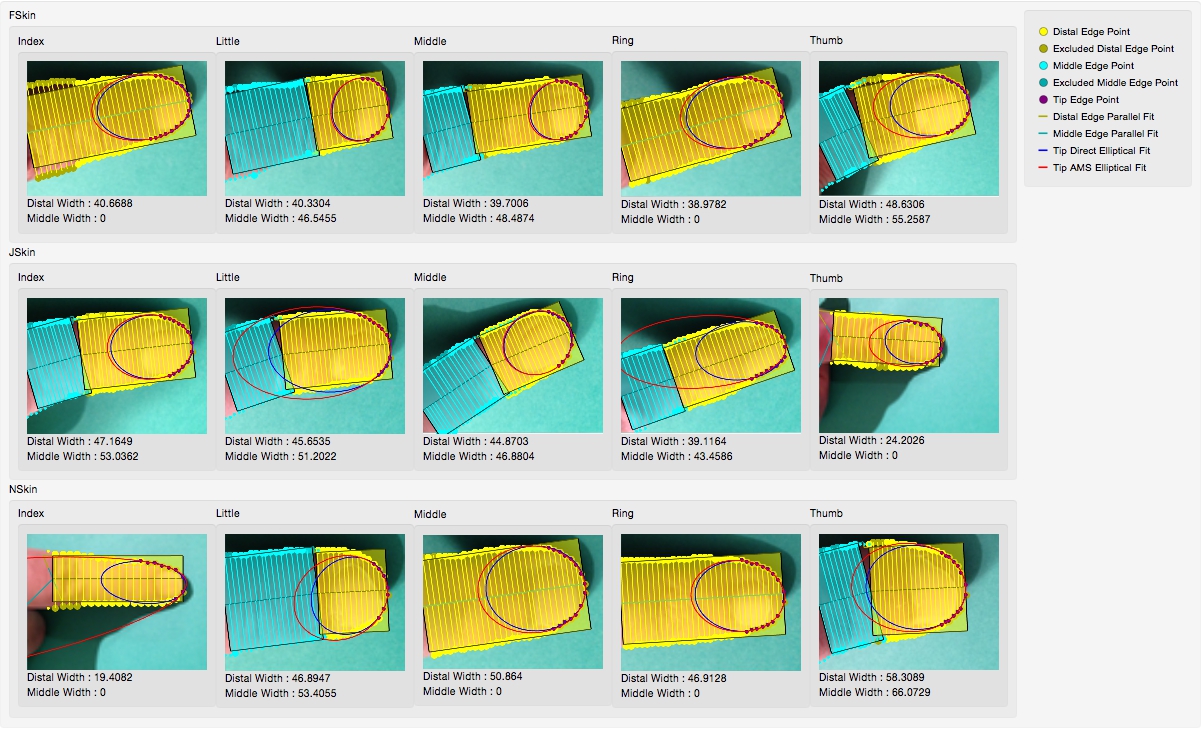 FSkin
Index
Little
Middle
Ring
Thumb
Distal Width : 40.6688
Middle Width : 0
Distal Width : 40.3304
Middle Width : 46.5455
Distal Width : 39.7006
Middle Width : 48.4874
Distal Width : 38.9782
Middle Width : 0
Distal Width : 48.6306
Middle Width : 55.2587
JSkin
Index
Little
Middle
Ring
Thumb
Distal Width : 47.1649
Middle Width : 53.0362
Distal Width : 45.6535
Middle Width : 51.2022
Distal Width : 44.8703
Middle Width : 46.8804
Distal Width : 39.1164
Middle Width : 43.4586
Distal Width : 24.2026
Middle Width : 0
NSkin
Index
Little
Middle
Ring
Thumb
Distal Width : 19.4082
Middle Width : 0
Distal Width : 46.8947
Middle Width : 53.4055
Distal Width : 50.864
Middle Width : 0
Distal Width : 46.9128
Middle Width : 0
Distal Width : 58.3089
Middle Width : 66.0729
Distal Edge Point
Excluded Distal Edge Point
Middle Edge Point
Excluded Middle Edge Point
Tip Edge Point
Distal Edge Parallel Fit
Middle Edge Parallel Fit
Tip Direct Elliptical Fit
Tip AMS Elliptical Fit